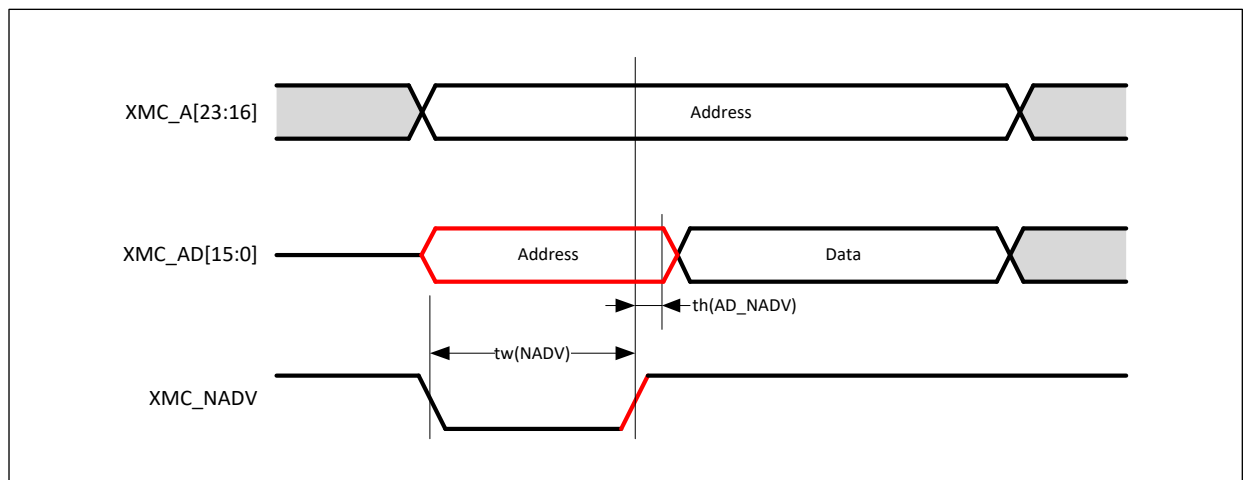 XMC_A[23:16]
Address
XMC_AD[15:0]
Address
Data
th(AD_NADV)
tw(NADV)
XMC_NADV